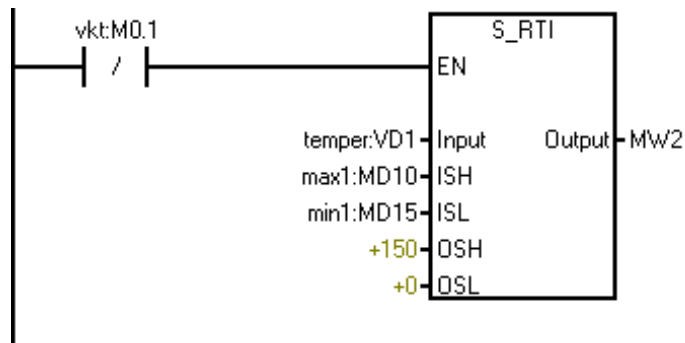 vkt:M0.1
/
S_RTI
EN
temper:VD1 Input Output MW2
max1:MD10 ISH
min1:MD15 ISL
+150 OSH
+0 OSL